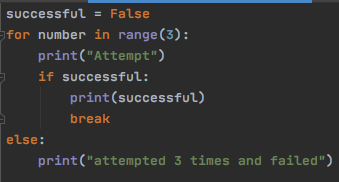 successful = False
for number in range(3):
    print("Attempt")
    if successful:
        print(successful)
        break
else:
    print("attempted 3 times and failed")